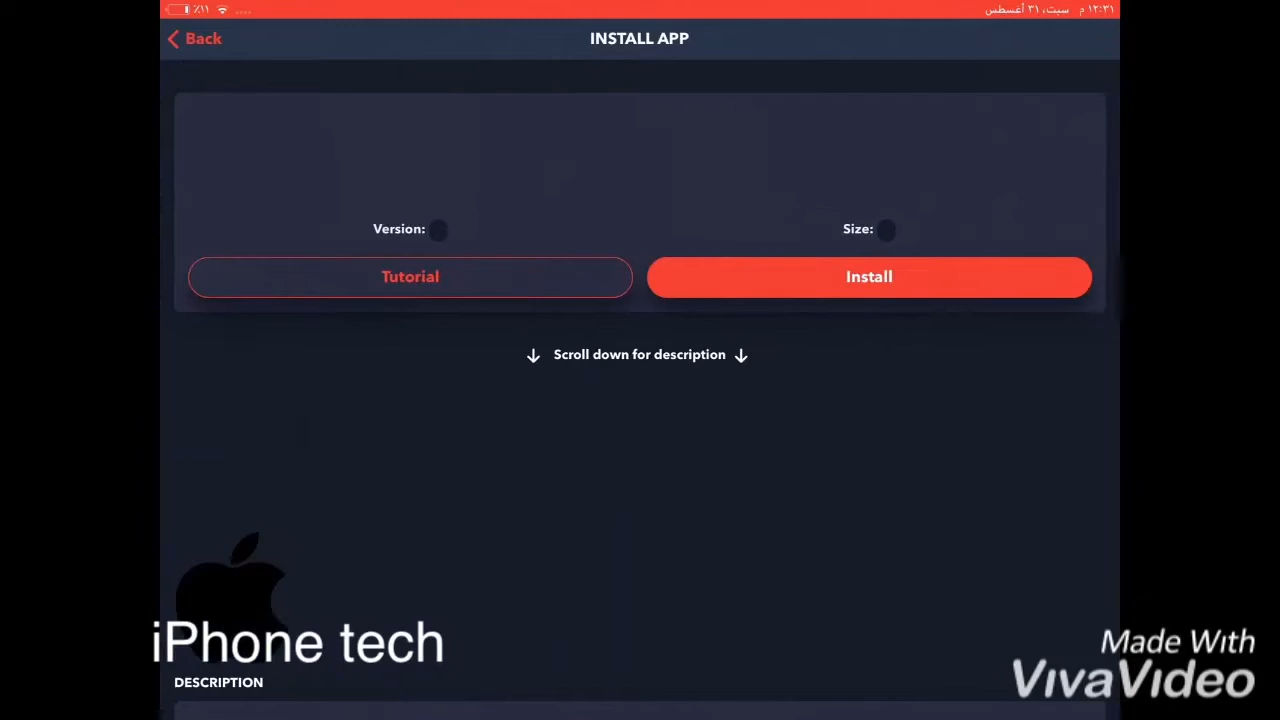 ٪١١
١٢:٣١ م سبت، ٣١ أغسطس
Back
INSTALL APP
Version:
Size:
Tutorial
Install
Scroll down for description
iPhone tech
DESCRIPTION
Made With
VivaVideo